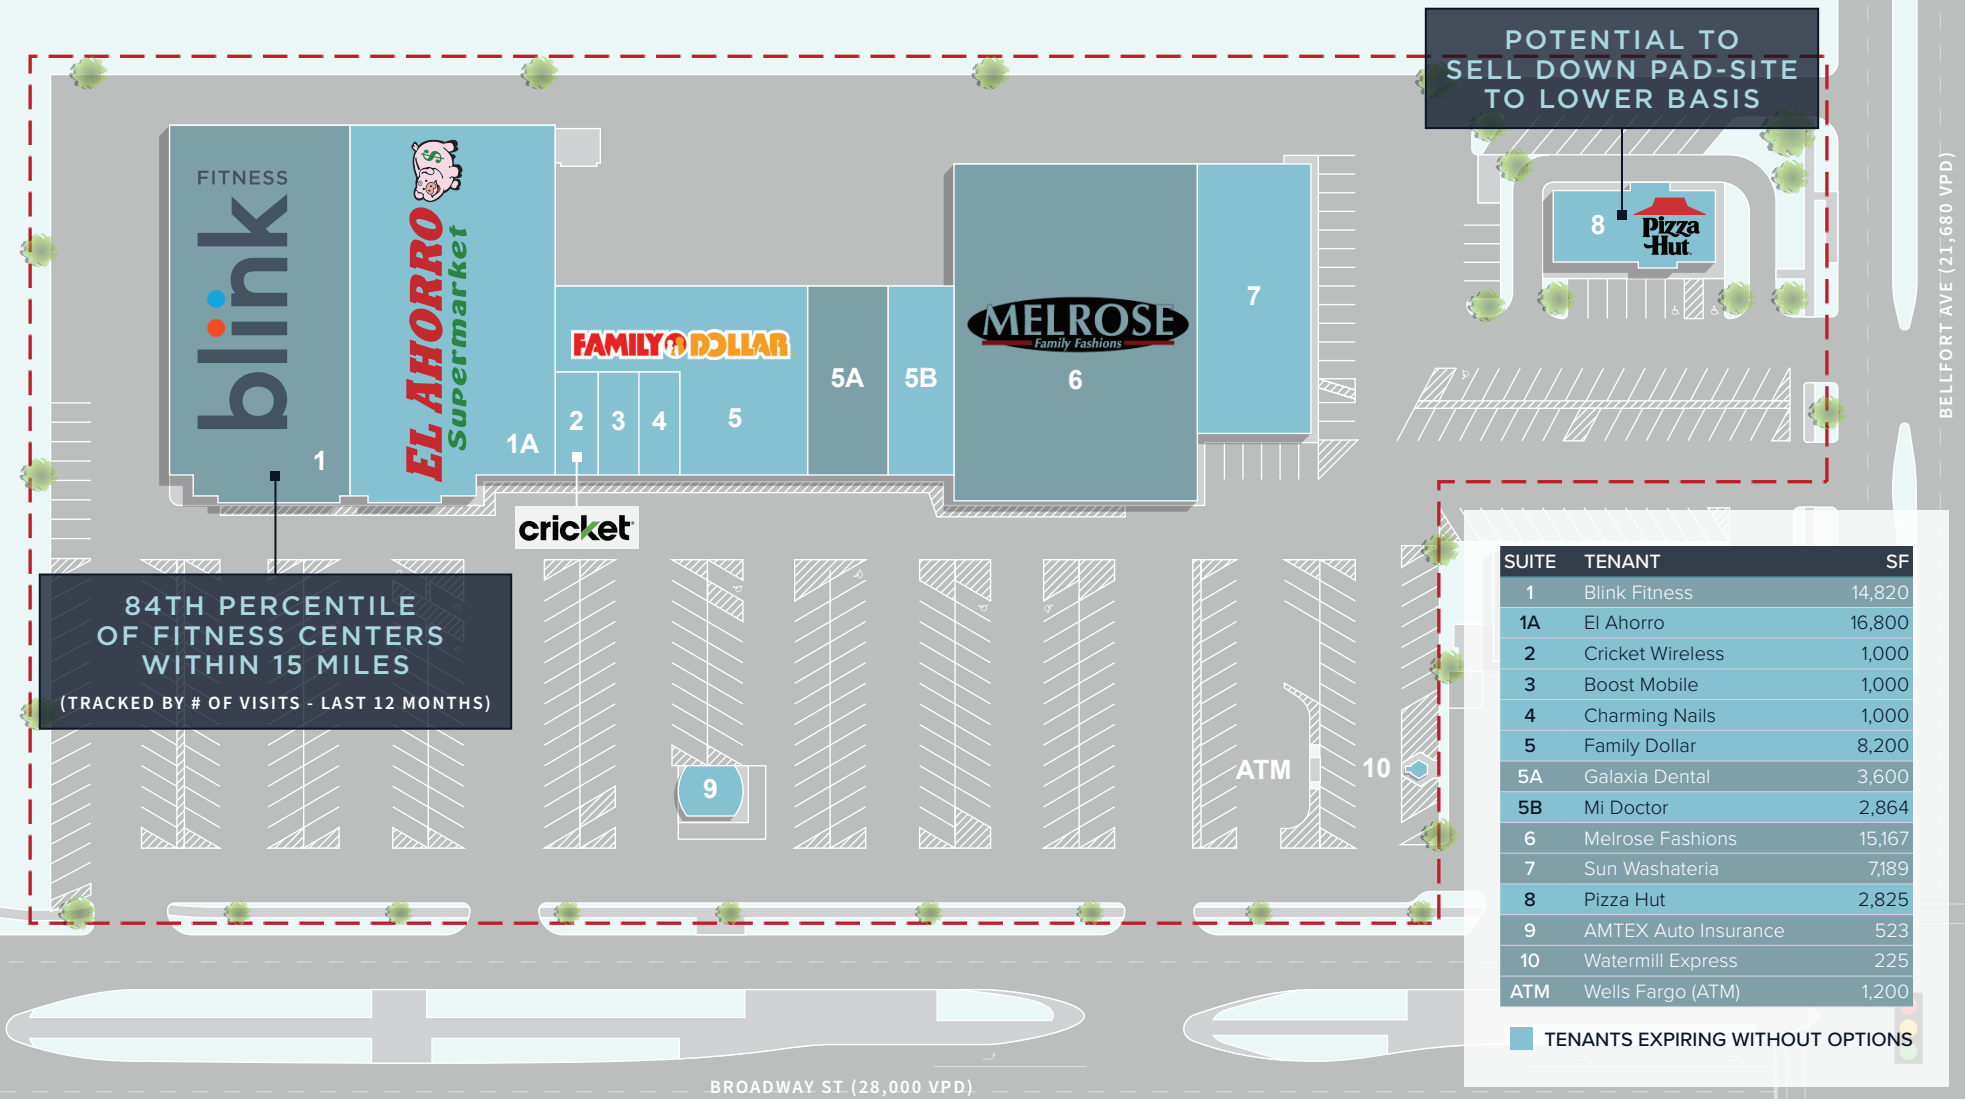 POTENTIAL TO
SELL DOWN PAD-SITE
TO LOWER BASIS
FITNESS
blink
1
EL AHORRO
Supermarket
$
1A
FAMILY DOLLAR
2
3
4
5
5A
5B
MELROSE
Family Fashions
6
7
8
Pizza
Hut
BELLFORT AVE (21,680 VPD)
cricket
84TH PERCENTILE
OF FITNESS CENTERS
WITHIN 15 MILES
(TRACKED BY # OF VISITS - LAST 12 MONTHS)
9
ATM
10
SUITE TENANT SF
1 Blink Fitness 14,820
1A El Ahorro 16,800
2 Cricket Wireless 1,000
3 Boost Mobile 1,000
4 Charming Nails 1,000
5 Family Dollar 8,200
5A Galaxia Dental 3,600
5B Mi Doctor 2,864
6 Melrose Fashions 15,167
7 Sun Washateria 7,189
8 Pizza Hut 2,825
9 AMTEX Auto Insurance 523
10 Watermill Express 225
ATM Wells Fargo (ATM) 1,200
TENANTS EXPIRING WITHOUT OPTIONS
BROADWAY ST (28,000 VPD)